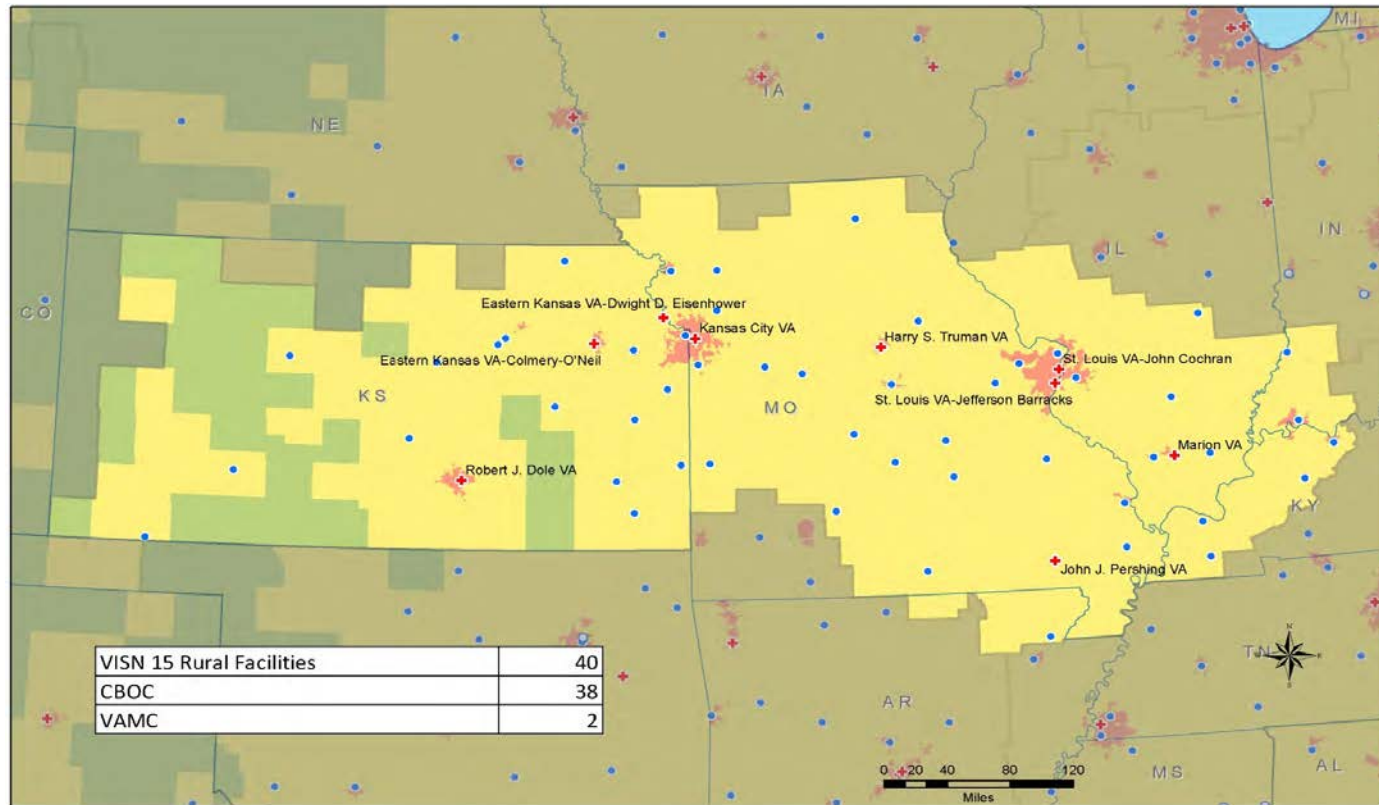 MI
IA
NE
IN
IL
CO
Eastern Kansas VA-Dwight D. Eisenhower
Kansas City VA
Harry S. Truman VA
Eastern Kansas VA-Colmery-O'Neil
St. Louis VA-John Cochran
KS
MO
St. Louis VA-Jefferson Barracks
Marion VA
Robert J. Dole VA
KY
John J. Pershing VA
N
TN
S
VISN 15 Rural Facilities 40
CBOC 38
VAMC 2
AR
MS
AL
0 20 40 80 120
Miles